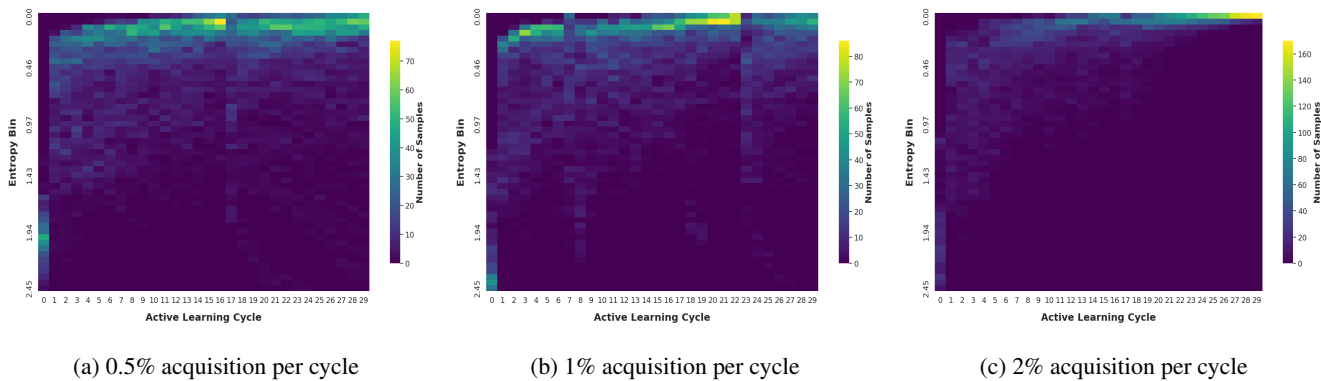 0.00
0.46
0.97
1.43
1.94
2.45
Entropy Bin
0 1 2 3 4 5 6 7 8 9 10 11 12 13 14 15 16 17 18 19 20 21 22 23 24 25 26 27 28 29
Active Learning Cycle
70
60
50
40
30
20
10
0
Number of Samples
(a) 0.5% acquisition per cycle
0.00
0.46
0.97
1.43
1.94
2.45
Entropy Bin
0 1 2 3 4 5 6 7 8 9 10 11 12 13 14 15 16 17 18 19 20 21 22 23 24 25 26 27 28 29
Active Learning Cycle
80
70
60
50
40
30
20
10
0
Number of Samples
(b) 1% acquisition per cycle
0.00
0.46
0.97
1.43
1.94
2.45
Entropy Bin
0 1 2 3 4 5 6 7 8 9 10 11 12 13 14 15 16 17 18 19 20 21 22 23 24 25 26 27 28 29
Active Learning Cycle
160
140
120
100
80
60
40
20
0
Number of Samples
(c) 2% acquisition per cycle